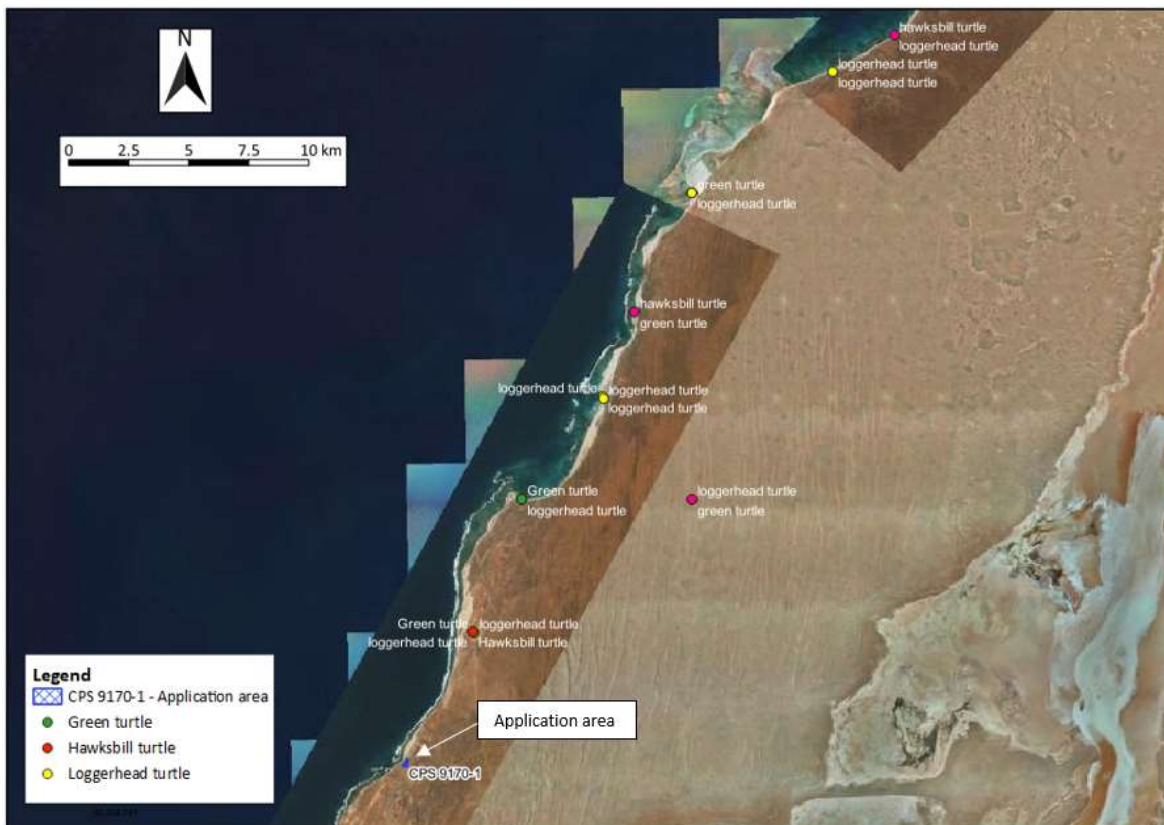 N
0 2.5 5 7.5 10 km
hawksbill turtle
loggerhead turtle
loggerhead turtle
loggerhead turtle
green turtle
loggerhead turtle
hawksbill turtle
green turtle
loggerhead turtle loggerhead turtle
loggerhead turtle
Green turtle
loggerhead turtle
loggerhead turtle
green turtle
Green turtle loggerhead turtle
loggerhead turtle Hawksbill turtle
Application area
CPS 9170-1
Legend
CPS 9170-1 - Application area
Green turtle
Hawksbill turtle
Loggerhead turtle